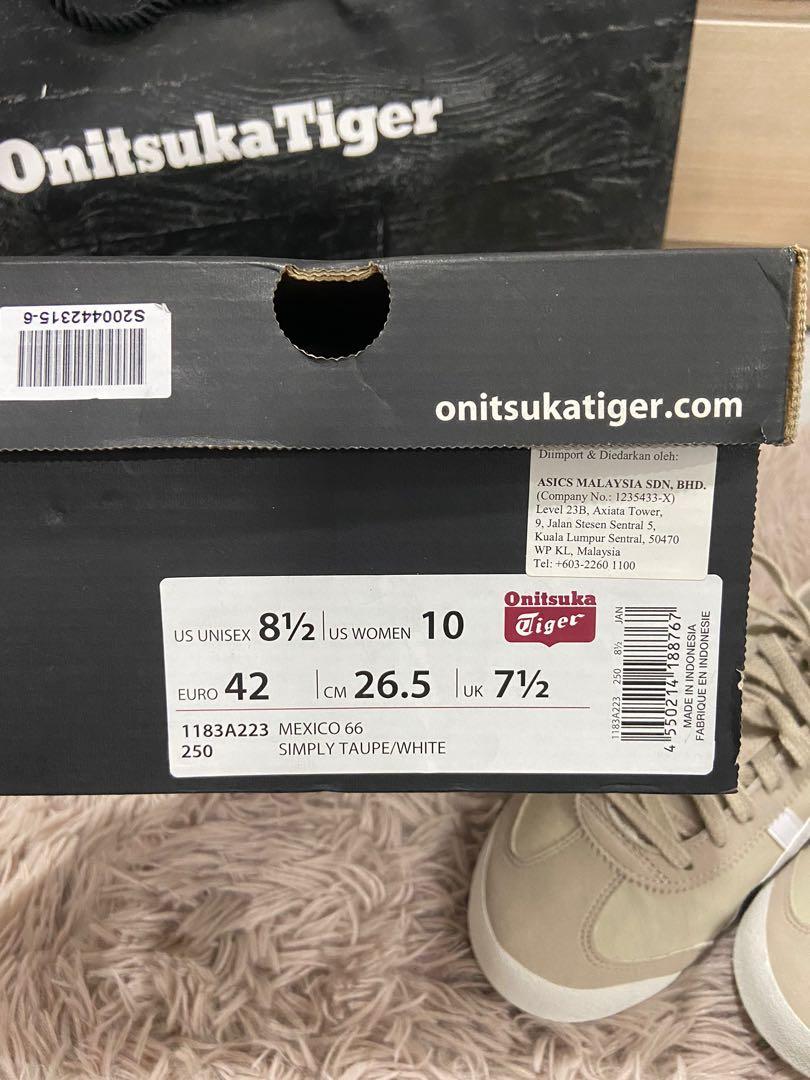 OnitsukaTiger
S200442315-6
onitsukatiger.com
Diimport & Diedarkan oleh:
ASICS MALAYSIA SDN, BHD.
(Company No.: 1235433-X)
Level 23B, Axiata Tower,
9, Jalan Stesen Sentral 5,
Kuala Lumpur Sentral, 50470
WP KL, Malaysia
Tel: +603-2260 1100
US UNISEX 8½ US WOMEN 10
Onitsuka
Tiger
EURO 42 CM 26.5 UK 7½
1183A223 MEXICO 66
250 SIMPLY TAUPE/WHITE
1183A223 250 8½ JAN
4 550214 188767
MADE IN INDONESIA
FABRIQUE EN INDONESIE